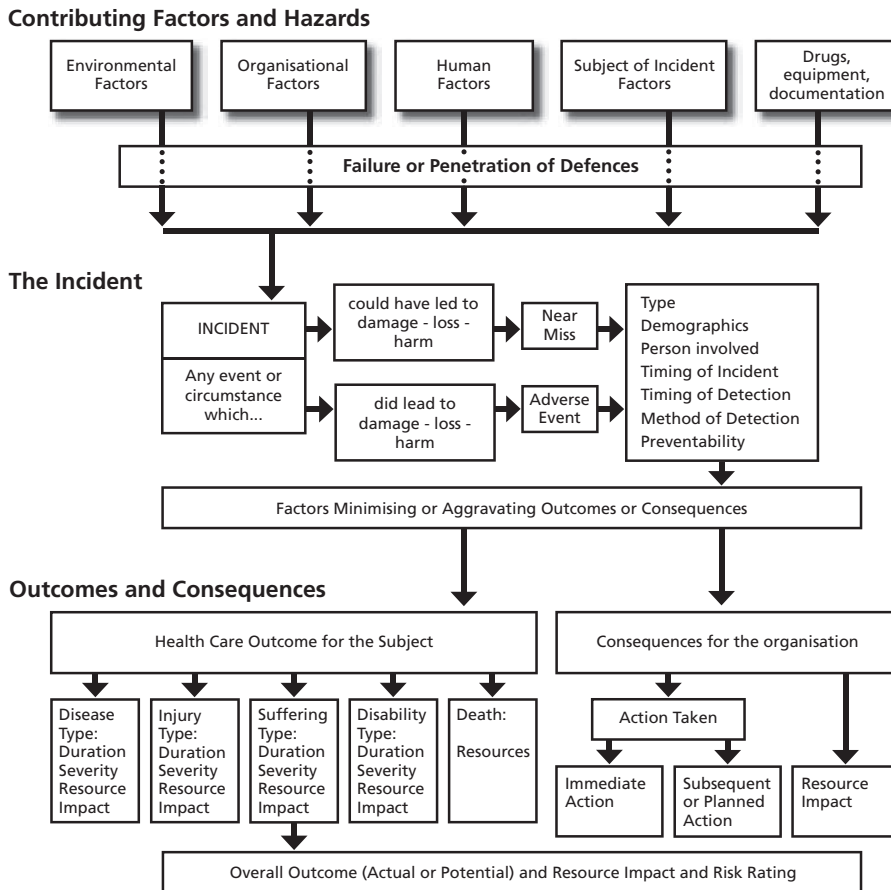 Contributing Factors and Hazards
Environmental
Factors
Organisational
Factors
Human
Factors
Subject of Incident
Factors
Drugs,
equipment,
documentation
Failure or Penetration of Defences
The Incident
INCIDENT
Any event or
circumstance
which...
could have led to
damage - loss -
harm
Near
Miss
did lead to
damage - loss -
harm
Adverse
Event
Type
Demographics
Person involved
Timing of Incident
Timing of Detection
Method of Detection
Preventability
Factors Minimising or Aggravating Outcomes or Consequences
Outcomes and Consequences
Health Care Outcome for the Subject
Disease
Type:
Duration
Severity
Resource
Impact
Injury
Type:
Duration
Severity
Resource
Impact
Suffering
Type:
Duration
Severity
Resource
Impact
Disability
Type:
Duration
Severity
Resource
Impact
Death:
Resources
Consequences for the organisation
Action Taken
Immediate
Action
Subsequent
or Planned
Action
Resource
Impact
Overall Outcome (Actual or Potential) and Resource Impact and Risk Rating